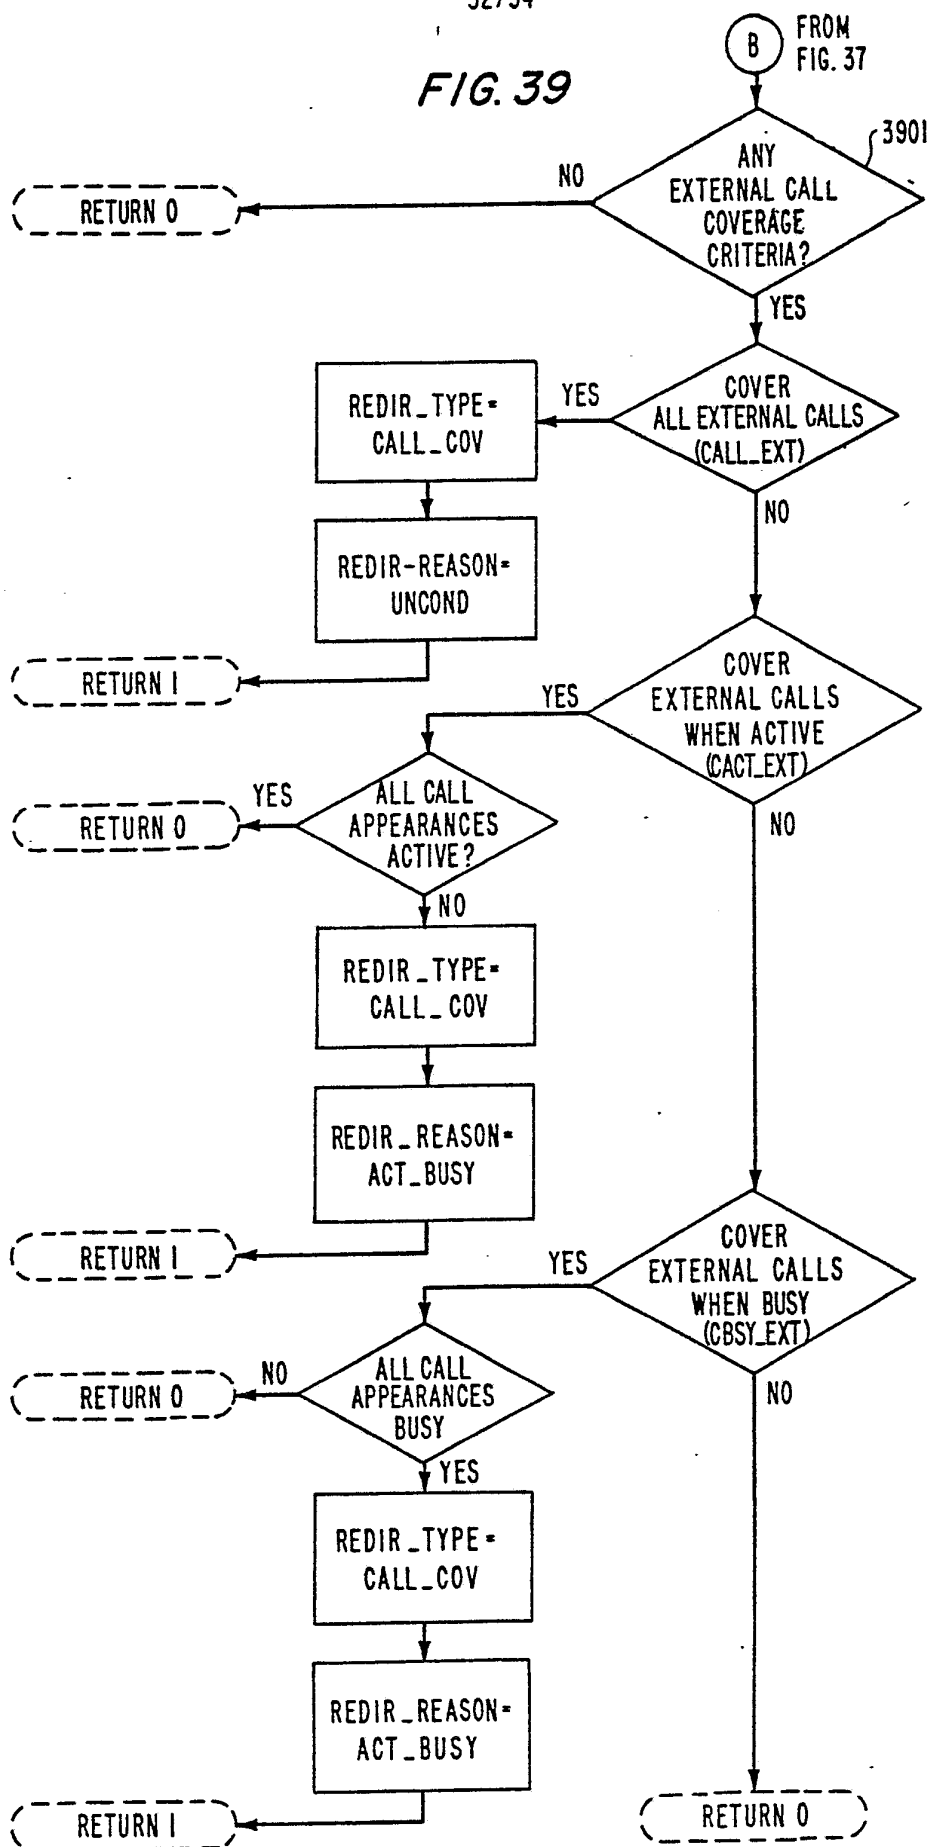 FROM
B
FIG. 37
FIG. 39
3901
ANY
EXTERNAL CALL
COVERAGE
CRITERIA?
NO
RETURN 0
YES
COVER
ALL EXTERNAL CALLS
(CALL_EXT)
YES
REDIR_TYPE=
CALL_COV
REDIR-REASON=
UNCOND
RETURN 1
NO
COVER
EXTERNAL CALLS
WHEN ACTIVE
(CACT_EXT)
YES
ALL CALL
APPEARANCES
ACTIVE?
YES
RETURN 0
NO
REDIR_TYPE=
CALL_COV
REDIR_REASON=
ACT_BUSY
RETURN 1
NO
COVER
EXTERNAL CALLS
WHEN BUSY
(CBSY_EXT)
YES
ALL CALL
APPEARANCES
BUSY
NO
RETURN 0
YES
REDIR_TYPE=
CALL_COV
REDIR_REASON=
ACT_BUSY
RETURN 1
NO
RETURN 0